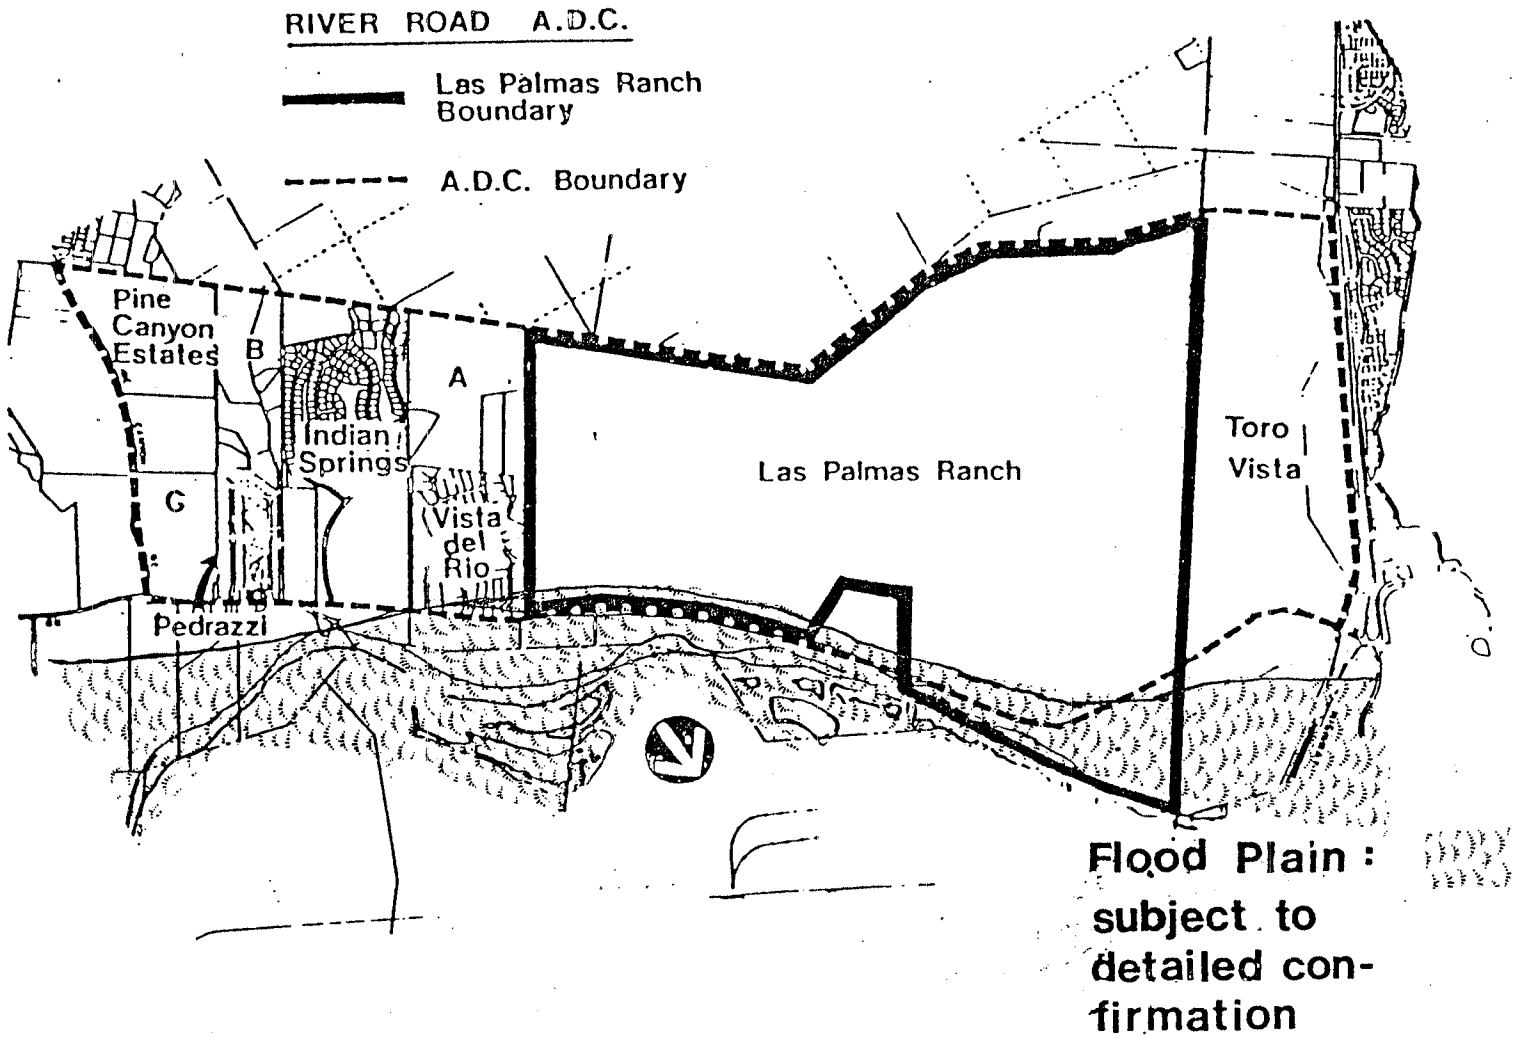 RIVER ROAD A.D.C.
Las Palmas Ranch
Boundary
A.D.C. Boundary
Pine
Canyon
Estates
B
A
Indian
Springs
C
Vista
del
Rio
Pedrazzi
Las Palmas Ranch
Toro
Vista
Flood Plain :
subject to
detailed con-
firmation